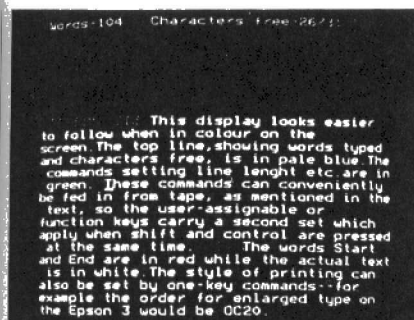 Words-104 Characters free-26
This display looks easier
to follow when in colour on the
screen.The top line,showing words typed
and characters free, is in pale blue.The
commands setting line lenght etc.are in
green. These commands can conveniently
be fed in from tape, as mentioned in the
text, so the user-assignable or
function keys carry a second set which
apply when shift and control are pressed
at the same time. The words Start
and End are in red while the actual text
is in white.The style of printing can
also be set by one-key commands--for
example the order for enlarged type on
the Epson 3 would be OC20.